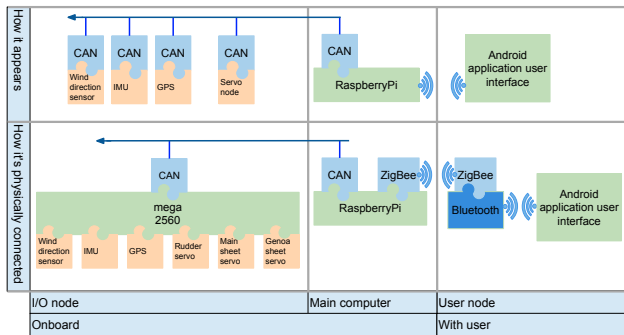 How it appears
CAN
CAN
CAN
CAN
CAN
Wind
direction
sensor
IMU
GPS
Servo
node
RaspberryPi
Android
application user
interface
How it's physically connected
CAN
CAN
ZigBee
ZigBee
mega
2560
RaspberryPi
Bluetooth
Android
application user
interface
Wind
direction
sensor
IMU
GPS
Rudder
servo
Main
sheet
servo
Genoa
sheet
servo
I/O node
Main computer
User node
Onboard
With user